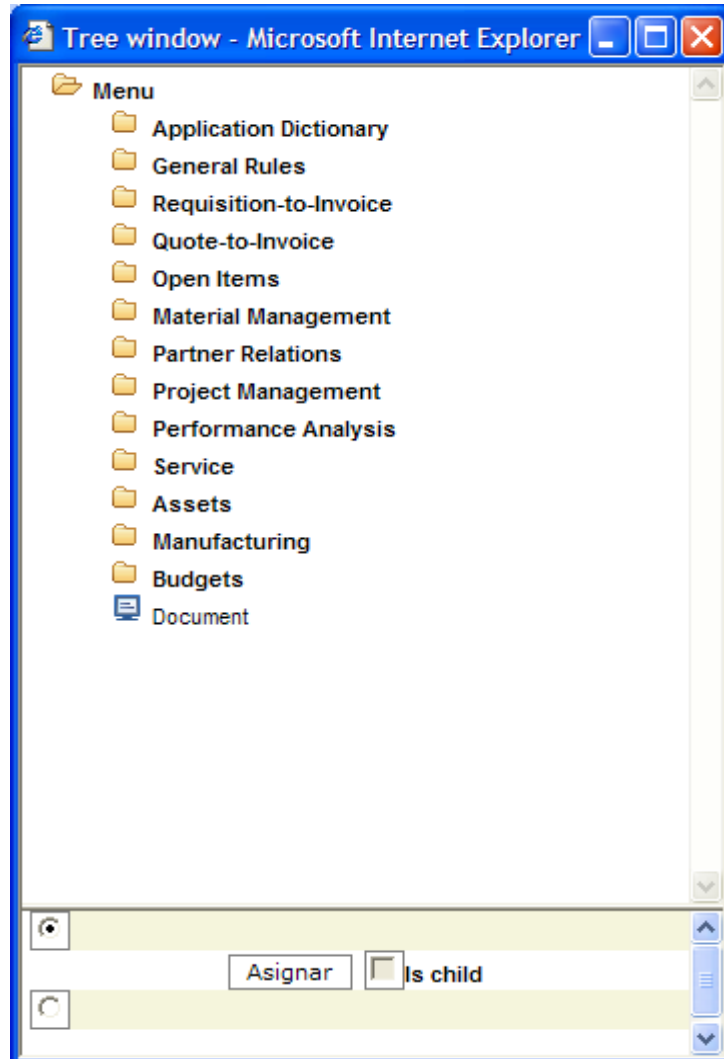 Tree window - Microsoft Internet Explorer
Menu
Application Dictionary
General Rules
Requisition-to-Invoice
Quote-to-Invoice
Open Items
Material Management
Partner Relations
Project Management
Performance Analysis
Service
Assets
Manufacturing
Budgets
Document
Asignar Is child